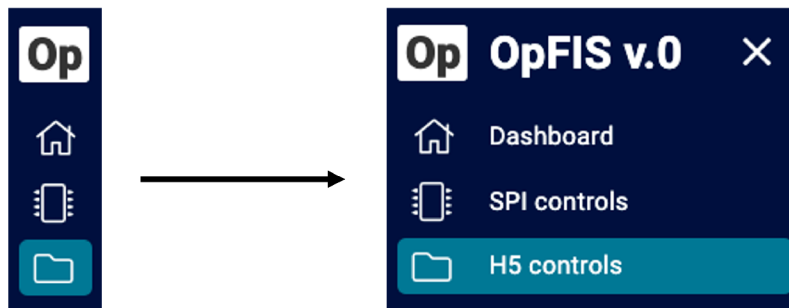 Op
Op OpFIS v.0
Dashboard
SPI controls
H5 controls